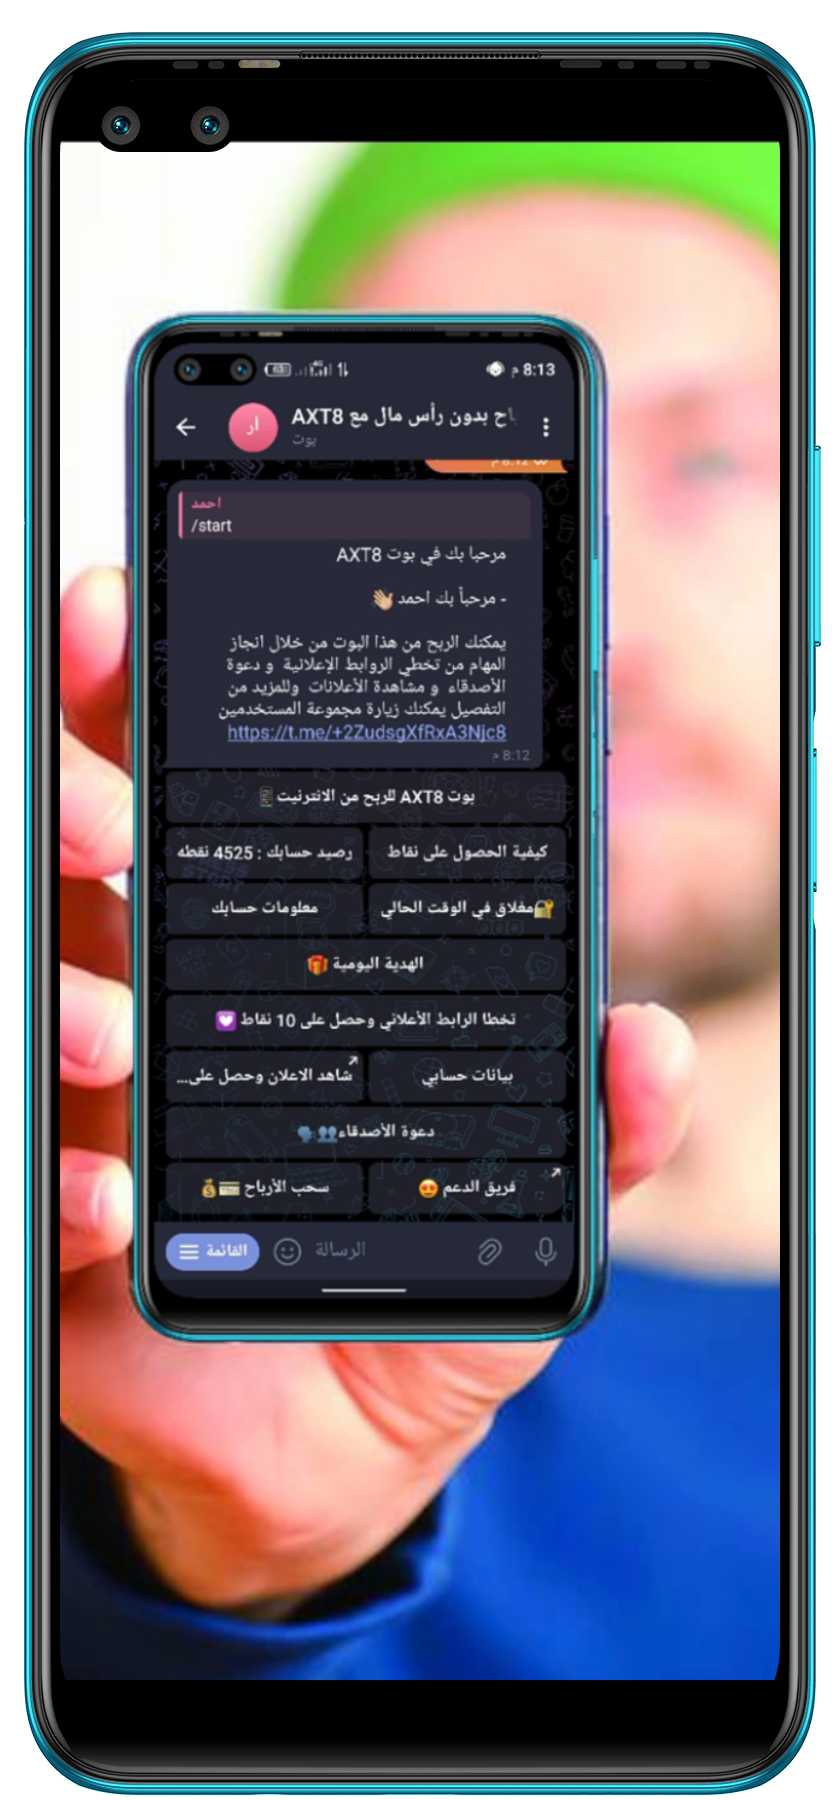 8:13 م
اح بدون رأس مال مع AXT8
بوت
أر
8:12 م
احمد
/start
مرحبا بك في بوت AXT8
- مرحباً بك احمد 👋🏻
يمكنك الربح من هذا البوت من خلال انجاز
المهام من تخطي الروابط الإعلانية و دعوة
الأصدقاء و مشاهدة الأعلانات وللمزيد من
التفصيل يمكنك زيارة مجموعة المستخدمين
https://t.me/+2ZudsgXfRxA3Njc8
8:12 م
بوت AXT8 للربح من الانترنيت
كيفية الحصول على نقاط
رصيد حسابك : 4525 نقطه
🔐مغلاق في الوقت الحالي
معلومات حسابك
الهدية اليومية 🎁
تخطا الرابط الأعلاني وحصل على 10 نقاط 💟
بيانات حسابي
شاهد الاعلان وحصل على...
دعوة الأصدقاء👥🗣
فريق الدعم 😍
سحب الأرباح 💳💰
الرسالة
القائمة